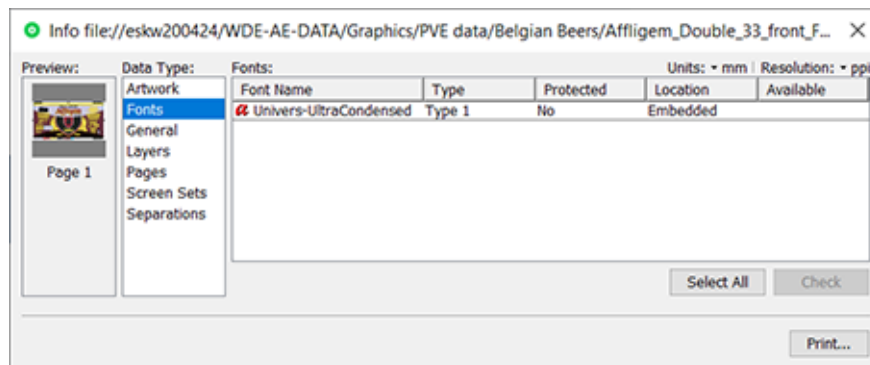 Info file://eskw200424/WDE-AE-DATA/Graphics/PVE data/Belgian Beers/Affligem_Double_33_front_F...
Preview: Data Type: Fonts: Units: mm Resolution: ppi
Artwork Font Name Type Protected Location Available
Fonts Univers-UltraCondensed Type 1 No Embedded
General
Layers
Page 1 Pages
Screen Sets
Separations
Select All Check
Print...